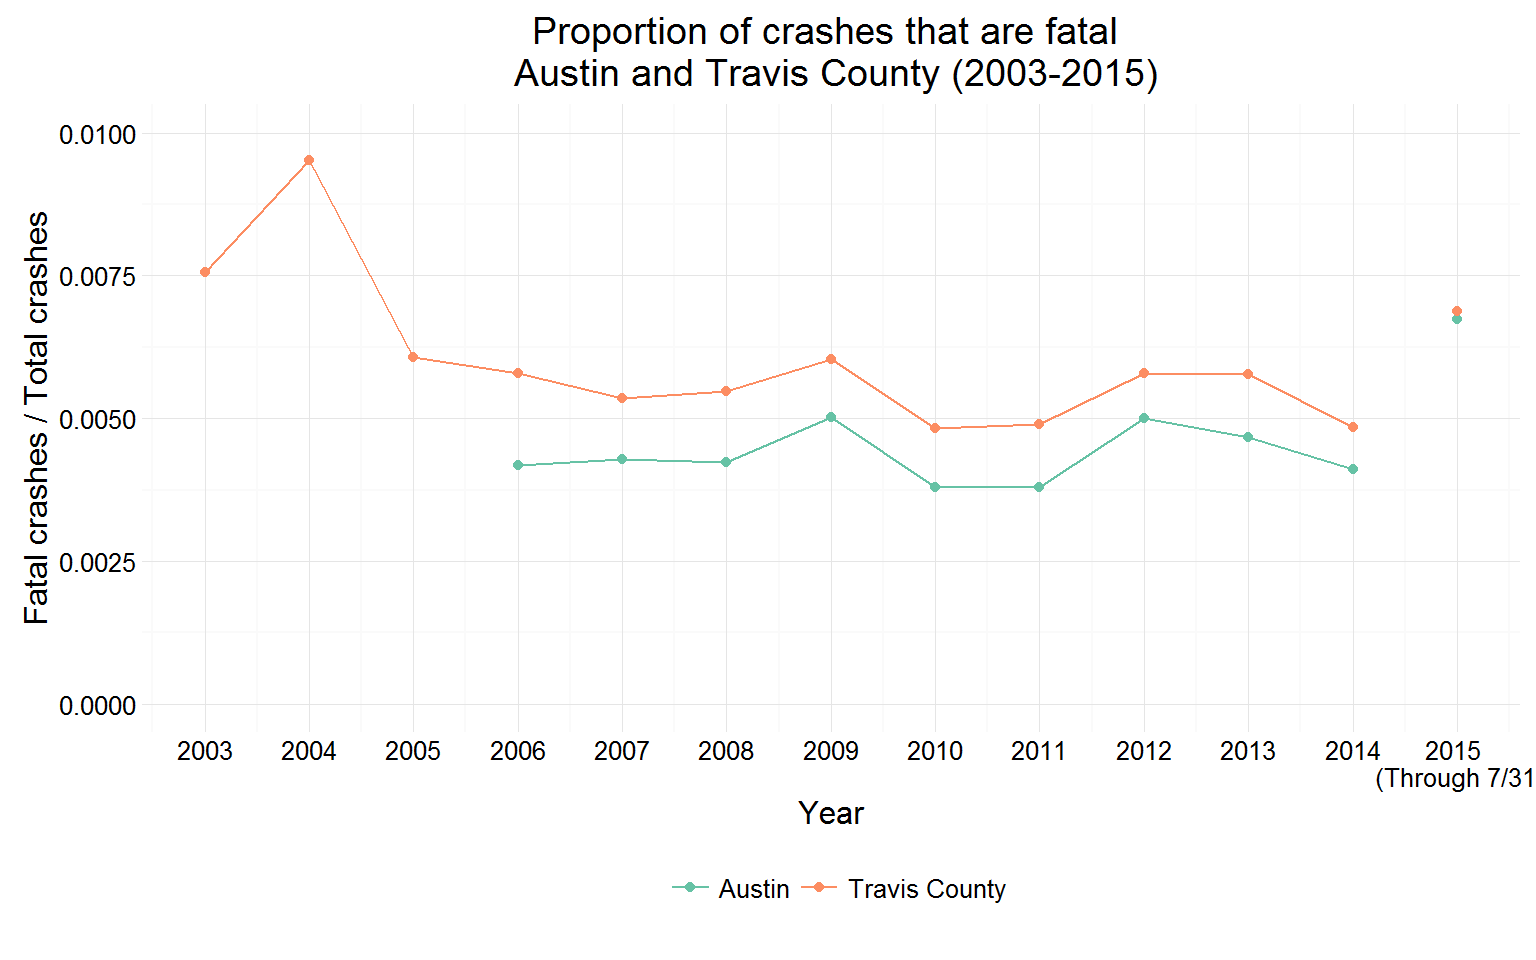 Proportion of crashes that are fatal
Austin and Travis County (2003-2015)
Fatal crashes / Total crashes
0.0100
0.0075
0.0050
0.0025
0.0000
2003 2004 2005 2006 2007 2008 2009 2010 2011 2012 2013 2014 2015
(Through 7/31
Year
Austin Travis County